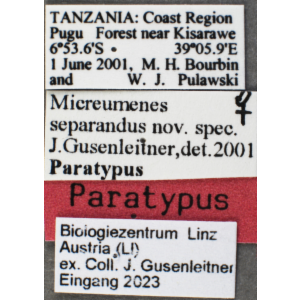 TANZANIA: Coast Region
Pugu Forest near Kisarawe
6°53.6'S • 39°05.9'E
1 June 2001, M. H. Bourbin
and W. J. Pulawski
Micreumenes ♀
separandus nov. spec.
J.Gusenleitner,det.2001
Paratypus
Paratypus
Biologiezentrum Linz
Austria (LI)
ex. Coll. J. Gusenleitner
Eingang 2023